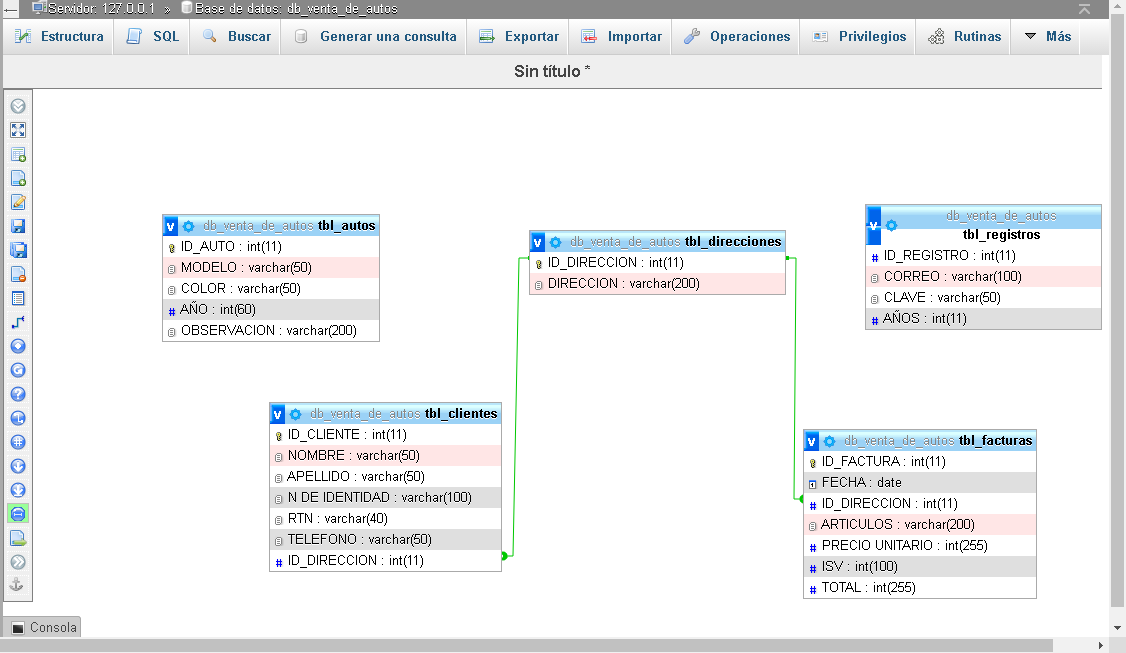 Servidor: 127.0.0.1 » Base de datos: db_venta_de_autos
Estructura SQL Buscar Generar una consulta Exportar Importar Operaciones Privilegios Rutinas Más
Sin título *
db_venta_de_autos tbl_autos
ID_AUTO : int(11)
MODELO : varchar(50)
COLOR : varchar(50)
AÑO : int(60)
OBSERVACION : varchar(200)
db_venta_de_autos tbl_direcciones
ID_DIRECCION : int(11)
DIRECCION : varchar(200)
db_venta_de_autos
tbl_registros
ID_REGISTRO : int(11)
CORREO : varchar(100)
CLAVE : varchar(50)
AÑOS : int(11)
db_venta_de_autos tbl_clientes
ID_CLIENTE : int(11)
NOMBRE : varchar(50)
APELLIDO : varchar(50)
N DE IDENTIDAD : varchar(100)
RTN : varchar(40)
TELEFONO : varchar(50)
ID_DIRECCION : int(11)
db_venta_de_autos tbl_facturas
ID_FACTURA : int(11)
FECHA : date
ID_DIRECCION : int(11)
ARTICULOS : varchar(200)
PRECIO UNITARIO : int(255)
ISV : int(100)
TOTAL : int(255)
Consola